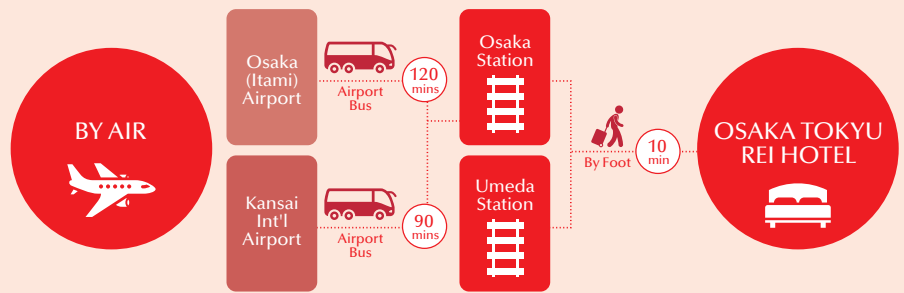 BY AIR
Osaka
(Itami)
Airport
Airport
Bus
120
mins
Osaka
Station
Kansai
Int'l
Airport
Airport
Bus
90
mins
Umeda
Station
By Foot
10
min
OSAKA TOKYU
REI HOTEL